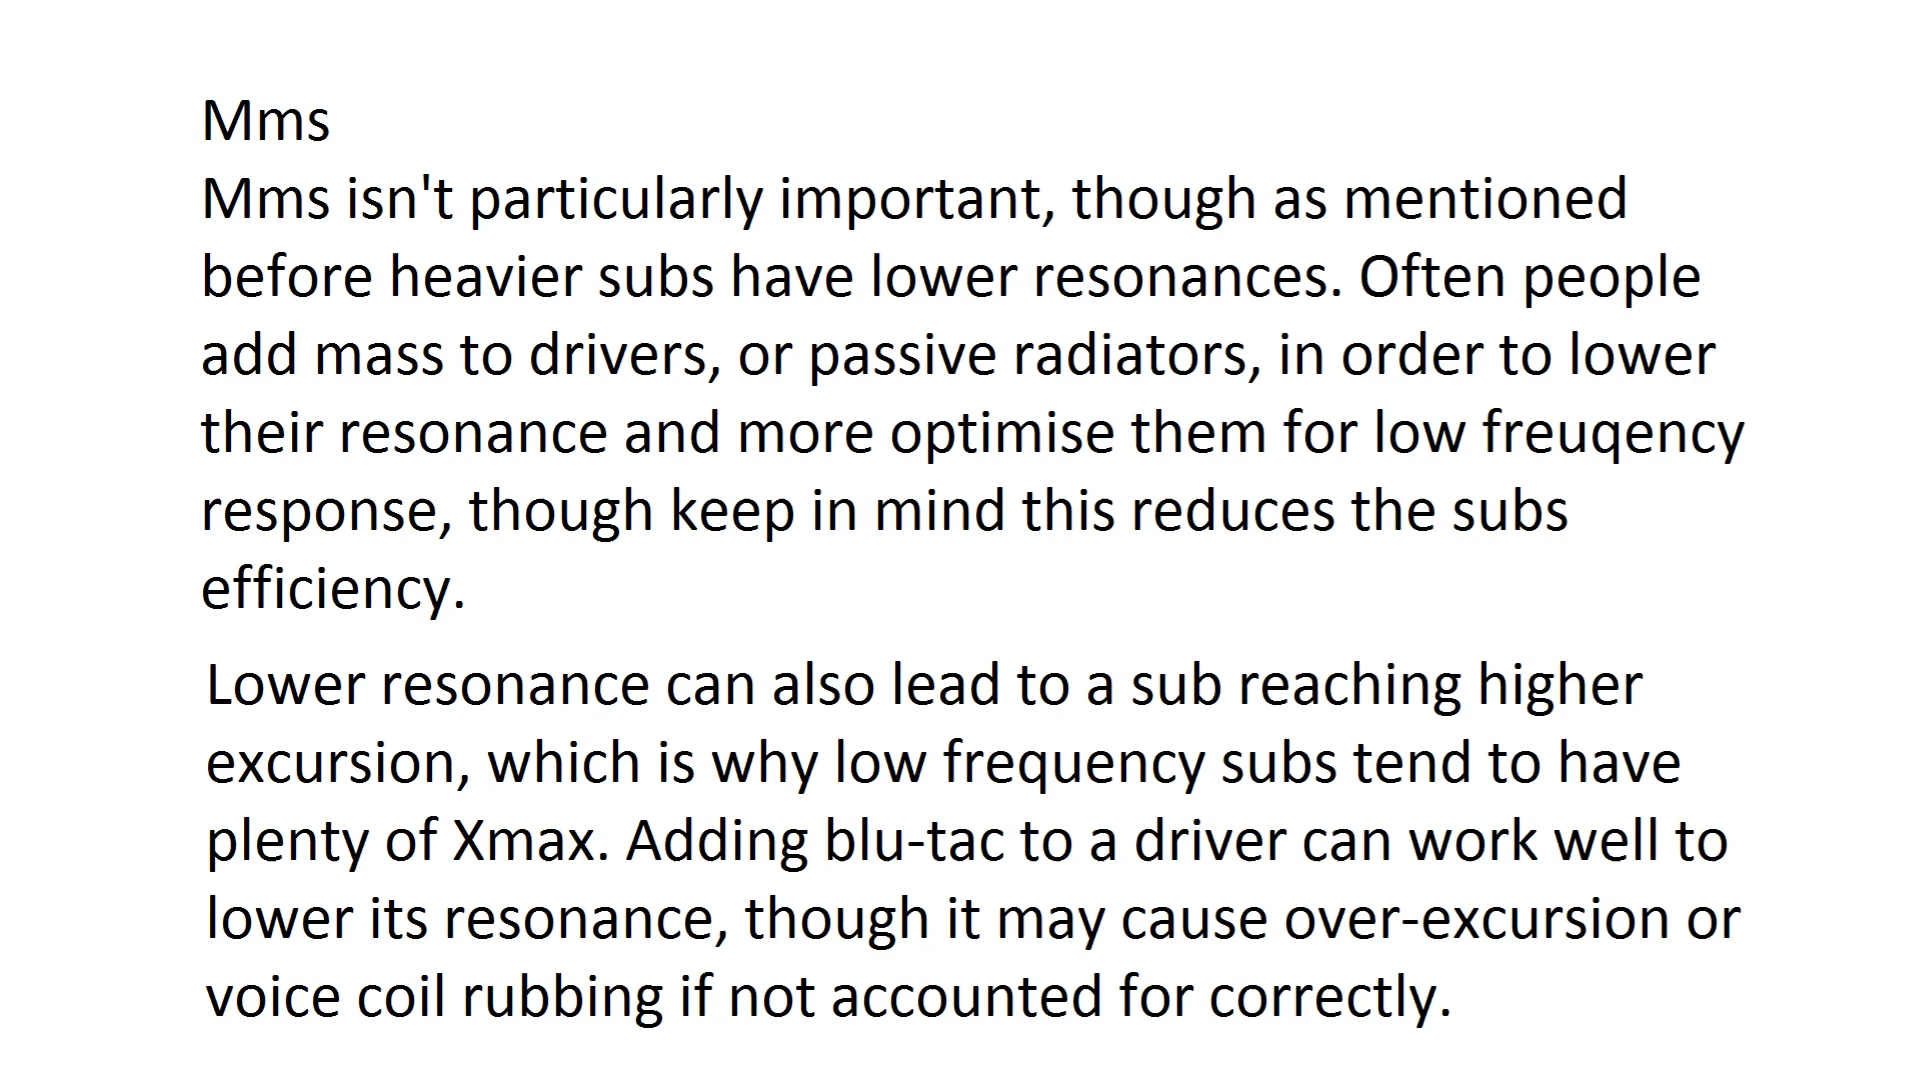 Mms
Mms isn't particularly important, though as mentioned
before heavier subs have lower resonances. Often people
add mass to drivers, or passive radiators, in order to lower
their resonance and more optimise them for low freuqency
response, though keep in mind this reduces the subs
efficiency.
Lower resonance can also lead to a sub reaching higher
excursion, which is why low frequency subs tend to have
plenty of Xmax. Adding blu-tac to a driver can work well to
lower its resonance, though it may cause over-excursion or
voice coil rubbing if not accounted for correctly.